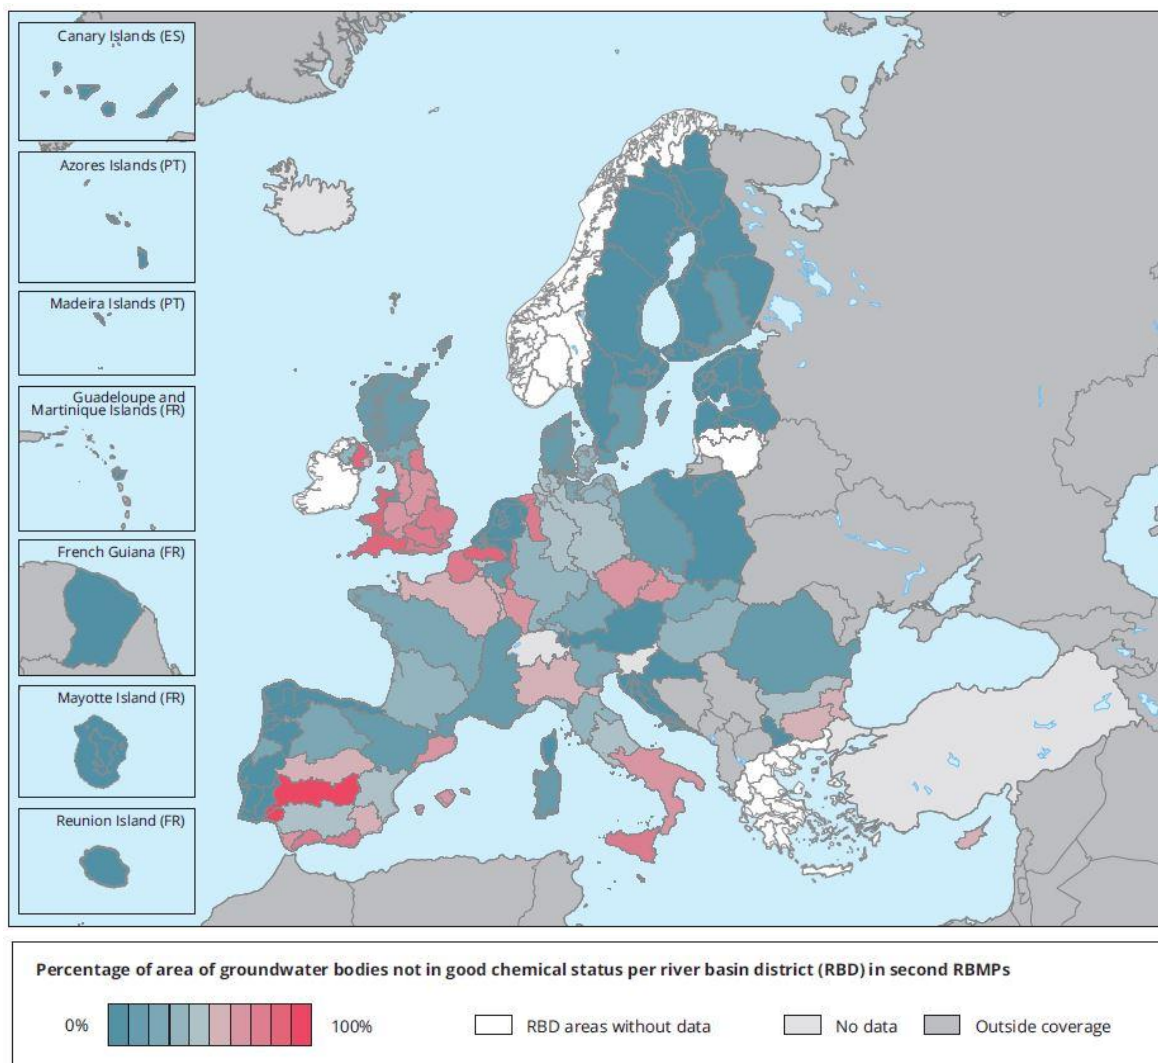 Canary Islands (ES)
Azores Islands (PT)
Madeira Islands (PT)
Guadeloupe and
Martinique Islands (FR)
French Guiana (FR)
Mayotte Island (FR)
Reunion Island (FR)
Percentage of area of groundwater bodies not in good chemical status per river basin district (RBD) in second RBMPs
0% 100% RBD areas without data No data Outside coverage